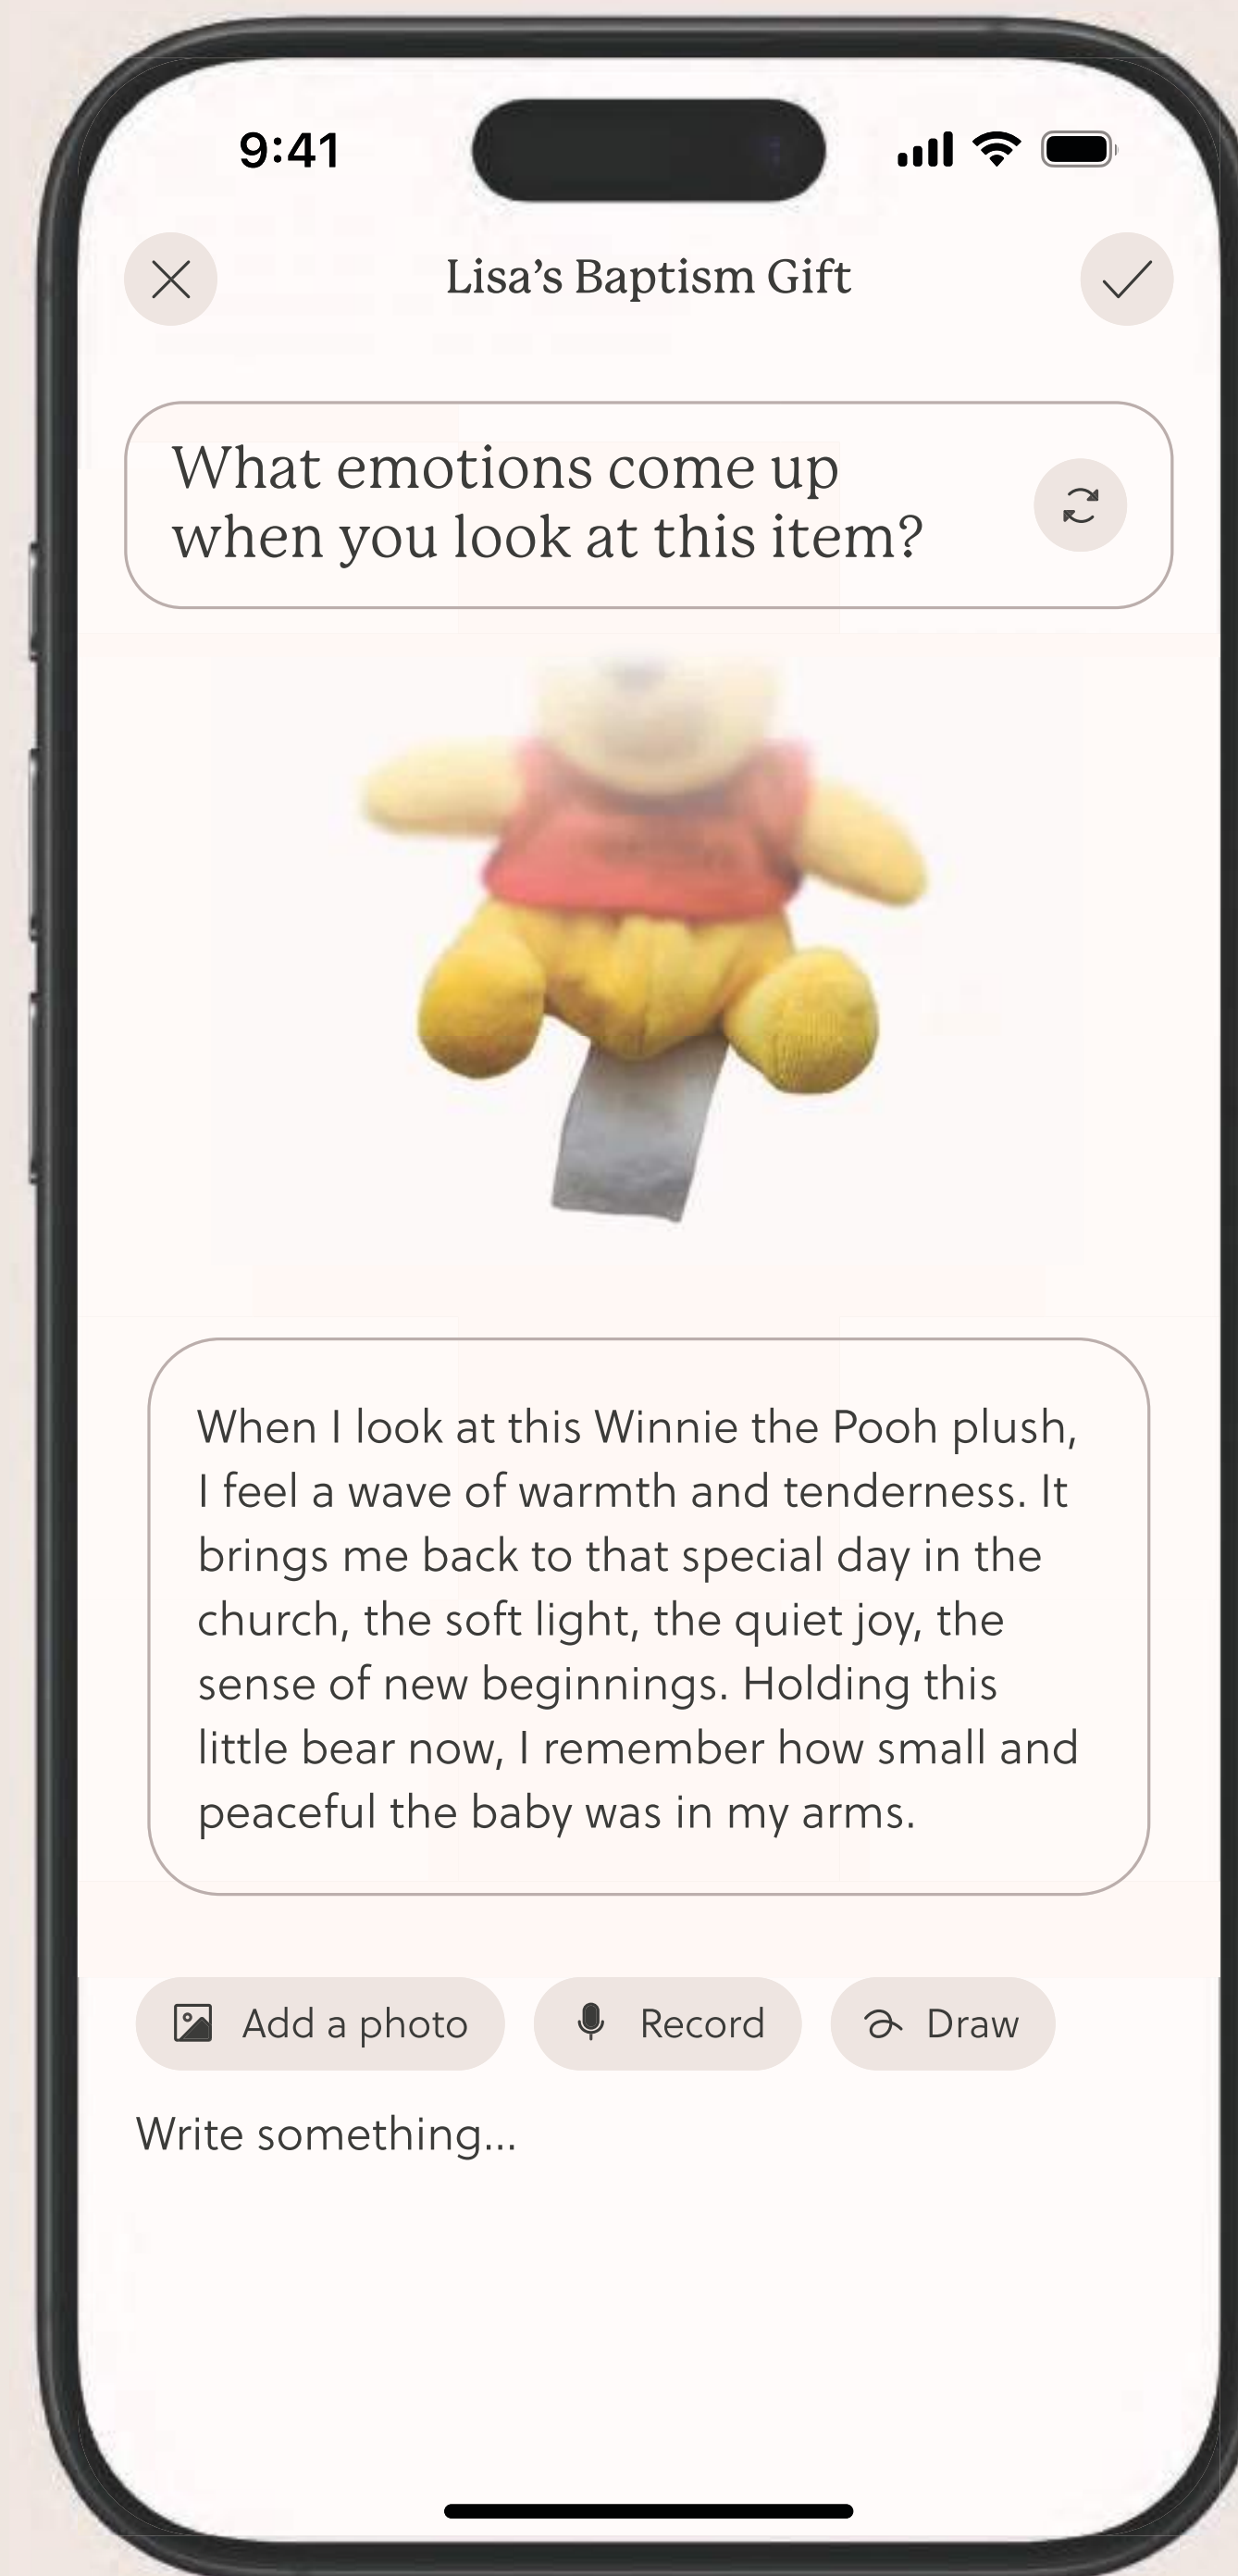 9:41
Lisa’s Baptism Gift
What emotions come up
when you look at this item?
When I look at this Winnie the Pooh plush,
I feel a wave of warmth and tenderness. It
brings me back to that special day in the
church, the soft light, the quiet joy, the
sense of new beginnings. Holding this
little bear now, I remember how small and
peaceful the baby was in my arms.
Add a photo
Record
Draw
Write something...